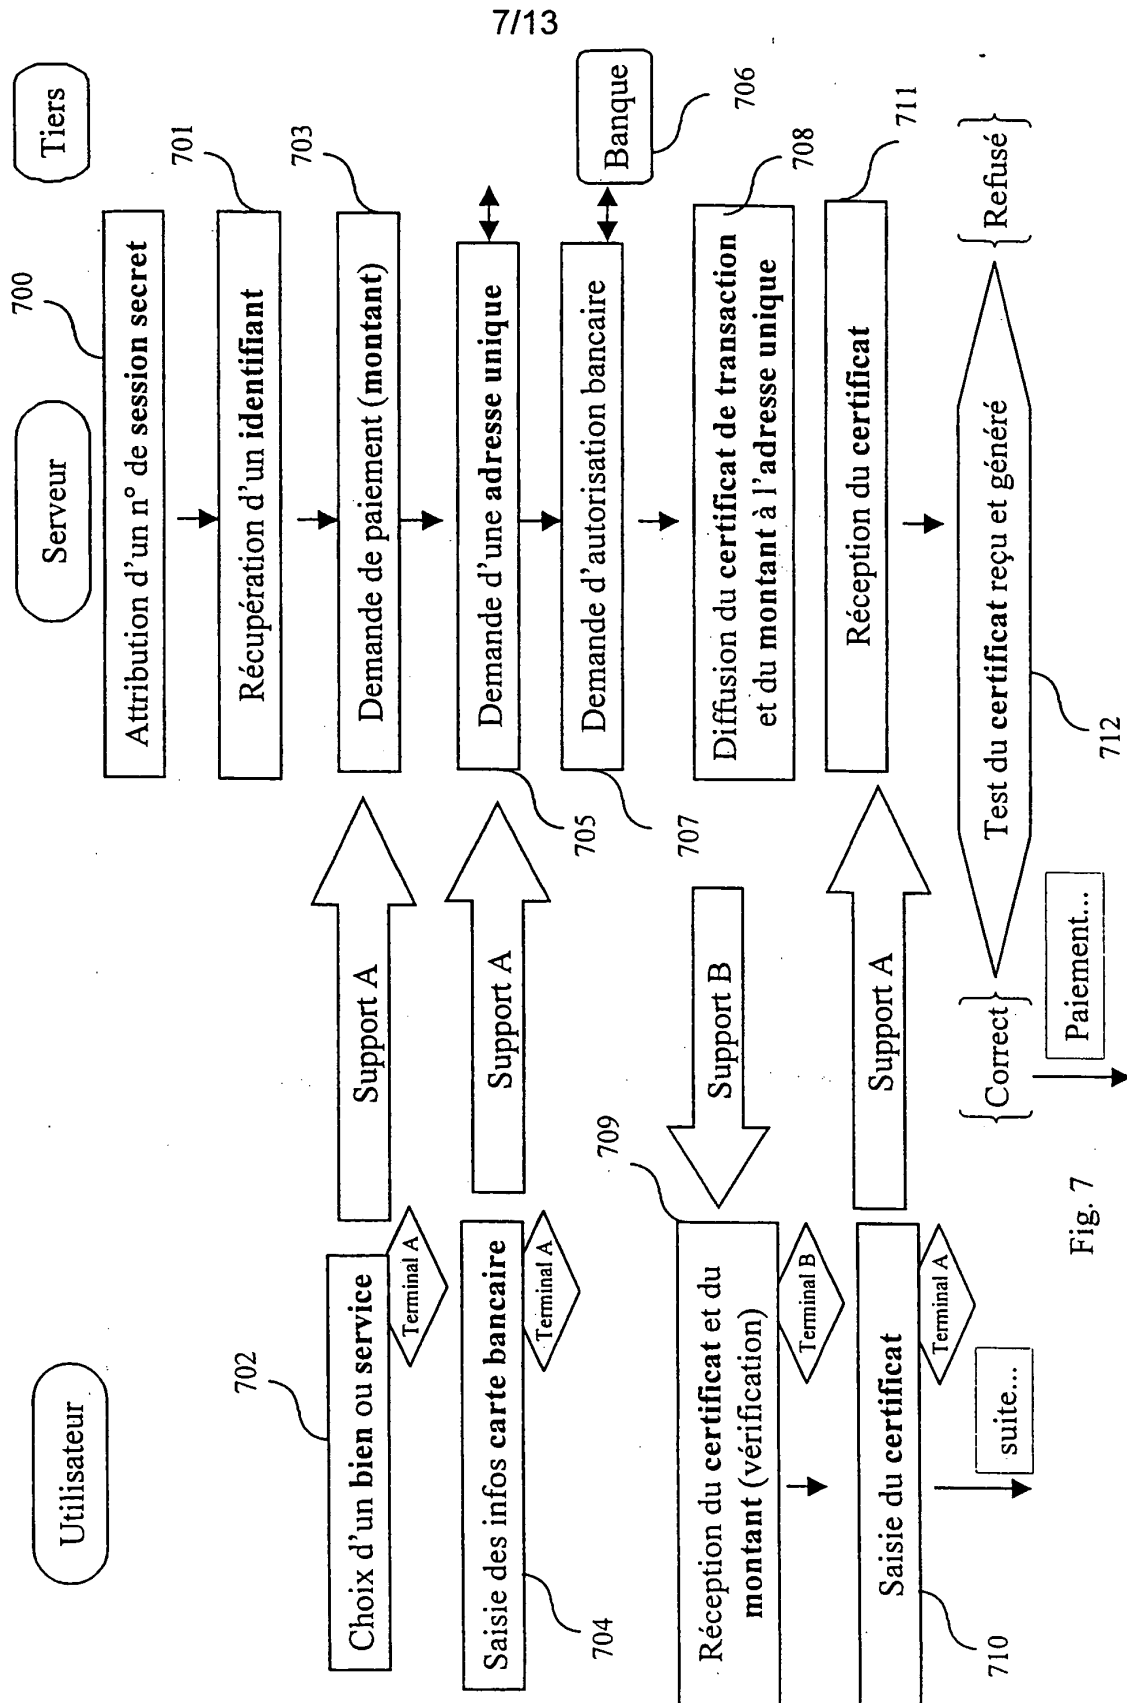 7/13
Utilisateur
Serveur
Tiers
700
Attribution d'un n° de session secret
701
Récupération d'un identifiant
702
Choix d'un bien ou service
Terminal A
Support A
703
Demande de paiement (montant)
704
Saisie des infos carte bancaire
Terminal A
Support A
705
Demande d'une adresse unique
706
Banque
707
Demande d'autorisation bancaire
708
Diffusion du certificat de transaction
et du montant à l'adresse unique
Support B
709
Réception du certificat et du
montant (vérification)
Terminal B
710
Saisie du certificat
Terminal A
Support A
711
Réception du certificat
712
Test du certificat reçu et généré
{Correct}
{Refusé}
suite...
Paiement...
Fig. 7